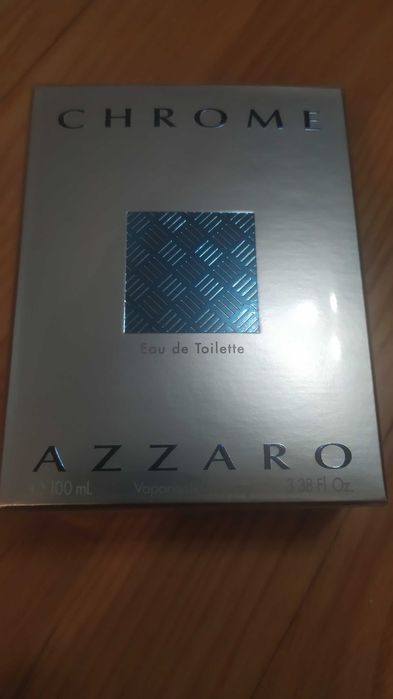 CHROME
Eau de Toilette
AZZARO
100 mL 3.38 Fl. Oz.